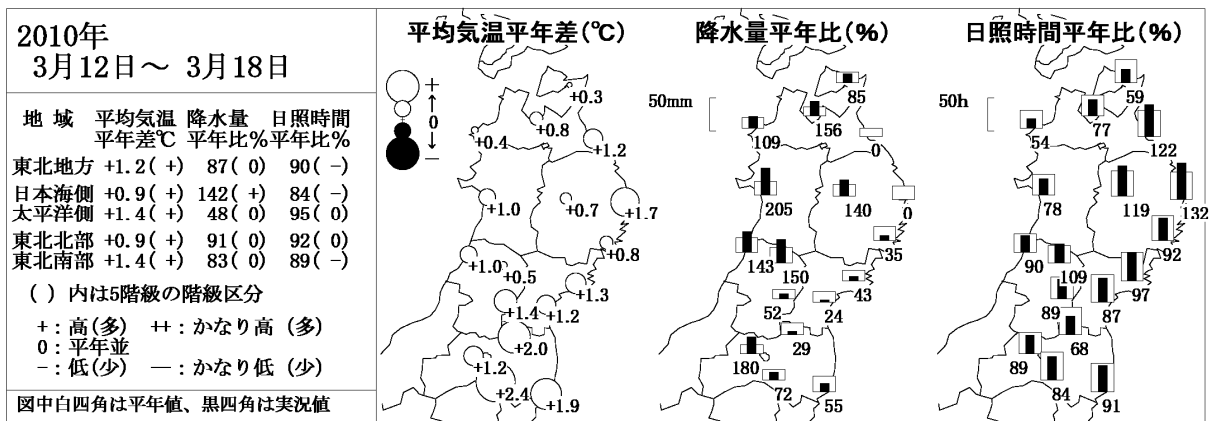 2010年
3月12日～ 3月18日
地 域 平均気温 降水量 日照時間
平年差℃ 平年比% 平年比%
東北地方 +1.2( +) 87( 0) 90( -)
日本海側 +0.9( +) 142( +) 84( -)
太平洋側 +1.4( +) 48( 0) 95( 0)
東北北部 +0.9( +) 91( 0) 92( 0)
東北南部 +1.4( +) 83( 0) 89( -)
( ) 内は5階級の階級区分
+ : 高(多) ++ : かなり高 (多)
0 : 平年並
- : 低(少) -- : かなり低 (少)
図中白四角は平年値、黒四角は実況値
平均気温平年差(℃)
+
↑
0
↓
-
+0.3
+0.8
+0.4
+1.2
+1.0
+0.7
+1.7
+0.8
+1.0
+0.5
+1.3
+1.4
+1.2
+2.0
+1.2
+2.4
+1.9
降水量平年比(%)
50mm
85
156
109
0
205
140
0
35
143
150
43
52
24
29
180
72
55
日照時間平年比(%)
50h
59
77
54
122
78
119
132
92
90
109
97
89
87
68
89
84
91